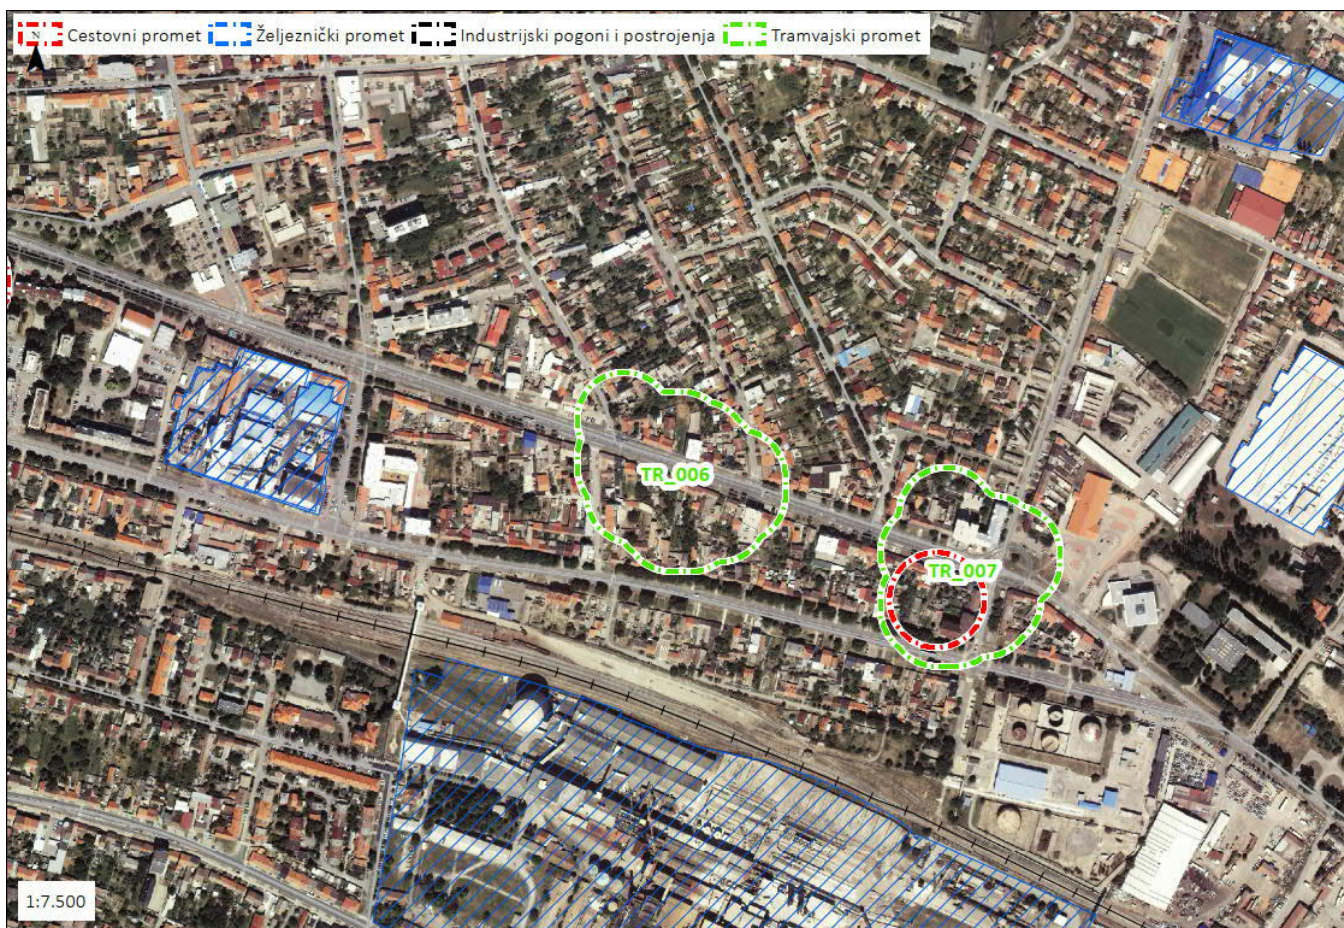 N
Cestovni promet Željeznički promet Industrijski pogoni i postrojenja Tramvajski promet
TR_006
TR_007
1:7.500